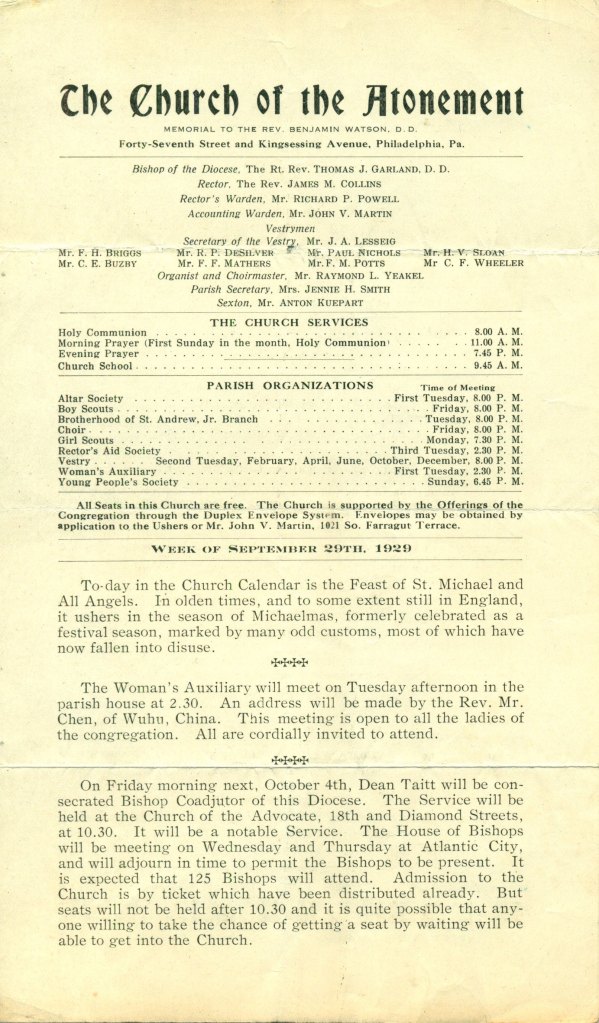 The Church of the Atonement
MEMORIAL TO THE REV. BENJAMIN WATSON, D. D.
Forty-Seventh Street and Kingsessing Avenue, Philadelphia, Pa.
Bishop of the Diocese, The Rt. Rev. THOMAS J. GARLAND, D. D.
Rector, The Rev. JAMES M. COLLINS
Rector's Warden, Mr. RICHARD P. POWELL
Accounting Warden, Mr. JOHN V. MARTIN
Vestrymen
Secretary of the Vestry, Mr. J. A. LESSEIG
Mr. F. H. BRIGGS Mr. R. P. DESILVER Mr. PAUL NICHOLS Mr. H. V. SLOAN
Mr. C. E. BUZBY Mr. F. F. MATHERS Mr. F. M. POTTS Mr C. F. WHEELER
Organist and Choirmaster, Mr. RAYMOND L. YEAKEL
Parish Secretary, Mrs. JENNIE H. SMITH
Sexton, Mr. ANTON KUEPART
THE CHURCH SERVICES
Holy Communion . . . . . . . . . . 8.00 A. M.
Morning Prayer (First Sunday in the month, Holy Communion) . . . . . 11.00 A. M.
Evening Prayer . . . . . . . . . . 7.45 P. M.
Church School . . . . . . . . . . 9.45 A. M.
PARISH ORGANIZATIONS Time of Meeting
Altar Society . . . . . . . . . . First Tuesday, 8.00 P. M.
Boy Scouts . . . . . . . . . . Friday, 8.00 P. M.
Brotherhood of St. Andrew, Jr. Branch . . . . . . . . . . Tuesday, 8.00 P. M.
Choir . . . . . . . . . . Friday, 8.00 P. M.
Girl Scouts . . . . . . . . . . Monday, 7.30 P. M.
Rector's Aid Society . . . . . . . . . . Third Tuesday, 2.30 P. M.
Vestry . . . . . Second Tuesday, February, April, June, October, December, 8.00 P. M.
Woman's Auxiliary . . . . . . . . . . First Tuesday, 2.30 P. M.
Young People's Society . . . . . . . . . . Sunday, 6.45 P. M.
All Seats in this Church are free. The Church is supported by the Offerings of the
Congregation through the Duplex Envelope System. Envelopes may be obtained by
application to the Ushers or Mr. John V. Martin, 1021 So. Farragut Terrace.
WEEK OF SEPTEMBER 29TH, 1929
To-day in the Church Calendar is the Feast of St. Michael and
All Angels. In olden times, and to some extent still in England,
it ushers in the season of Michaelmas, formerly celebrated as a
festival season, marked by many odd customs, most of which have
now fallen into disuse.
The Woman's Auxiliary will meet on Tuesday afternoon in the
parish house at 2.30. An address will be made by the Rev. Mr.
Chen, of Wuhu, China. This meeting is open to all the ladies of
the congregation. All are cordially invited to attend.
On Friday morning next, October 4th, Dean Taitt will be con-
secrated Bishop Coadjutor of this Diocese. The Service will be
held at the Church of the Advocate, 18th and Diamond Streets,
at 10.30. It will be a notable Service. The House of Bishops
will be meeting on Wednesday and Thursday at Atlantic City,
and will adjourn in time to permit the Bishops to be present. It
is expected that 125 Bishops will attend. Admission to the
Church is by ticket which have been distributed already. But
seats will not be held after 10.30 and it is quite possible that any-
one willing to take the chance of getting a seat by waiting will be
able to get into the Church.